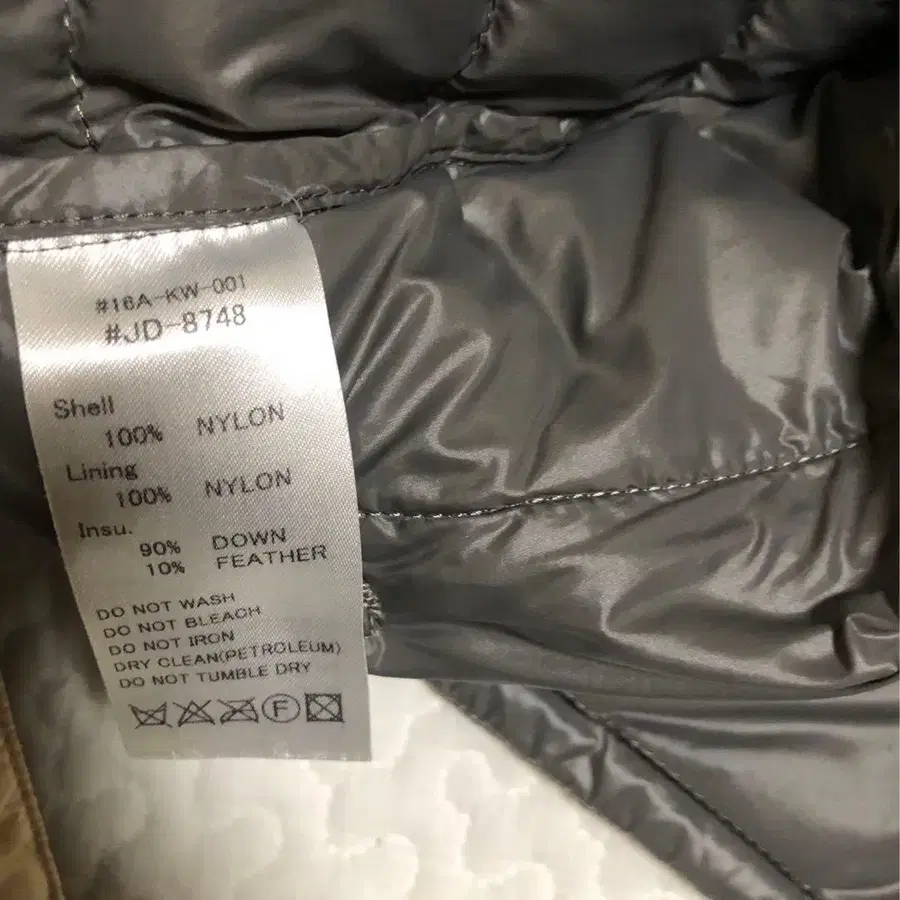 #16A-KW-001
#JD-8748
Shell
100% NYLON
Lining
100% NYLON
Insu.
90% DOWN
10% FEATHER
DO NOT WASH
DO NOT BLEACH
DO NOT IRON
DRY CLEAN(PETROLEUM)
DO NOT TUMBLE DRY
F